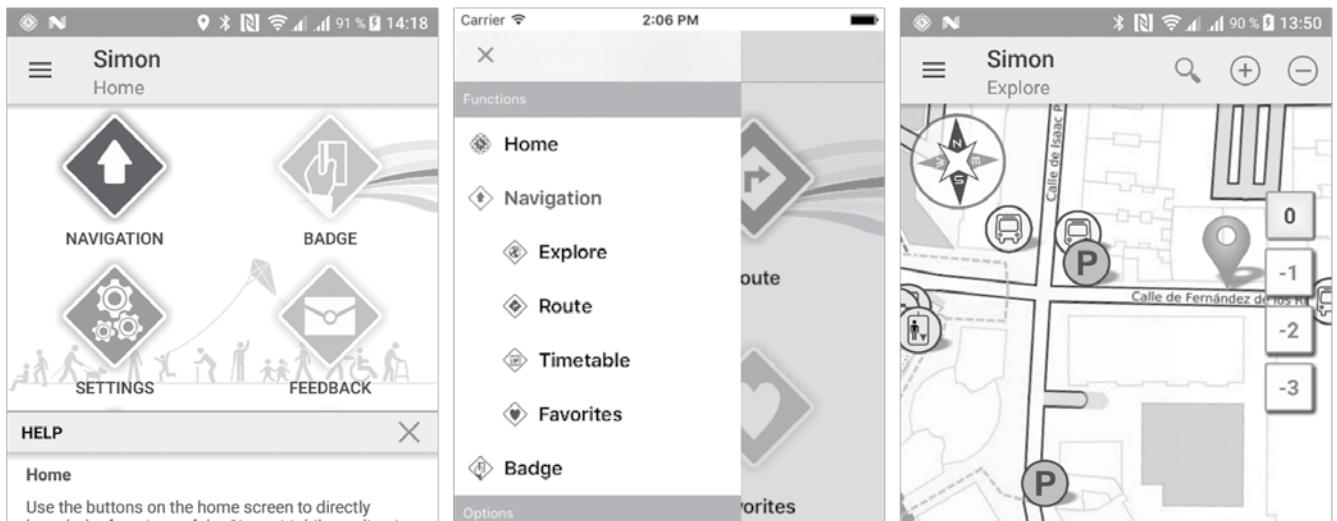 91 % 14:18
Simon
Home
NAVIGATION
BADGE
SETTINGS
FEEDBACK
HELP
Home
Use the buttons on the home screen to directly
Carrier
2:06 PM
Functions
Home
Navigation
Explore
Route
Timetable
Favorites
Badge
Options
oute
orites
90 % 13:50
Simon
Explore
N
E
S
W
Calle de Isaac P
Calle de Fernández de los R
P
P
0
-1
-2
-3